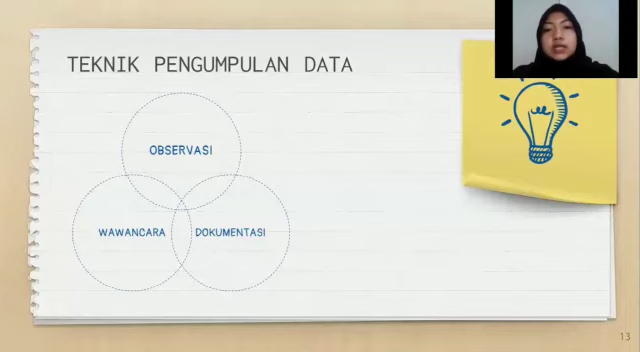 TEKNIK PENGUMPULAN DATA
OBSERVASI
WAWANCARA
DOKUMENTASI
13